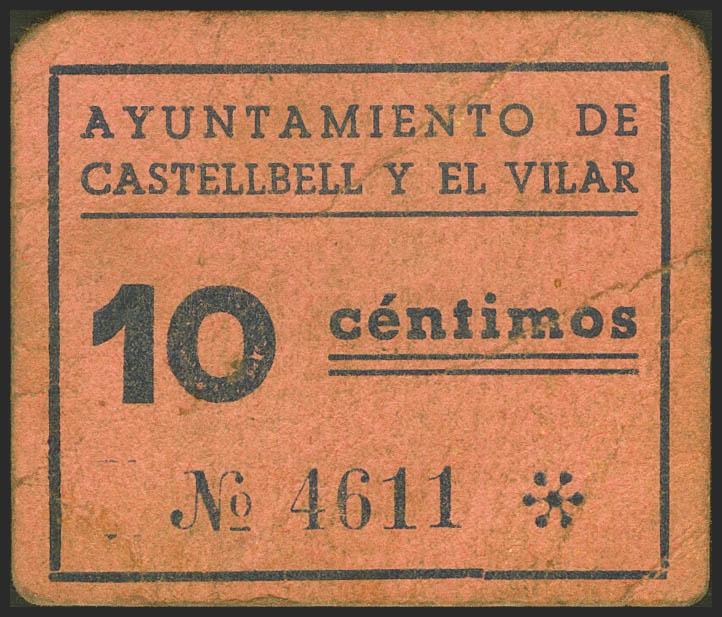 AYUNTAMIENTO DE
CASTELLBELL Y EL VILAR
10 céntimos
Nº 4611 *